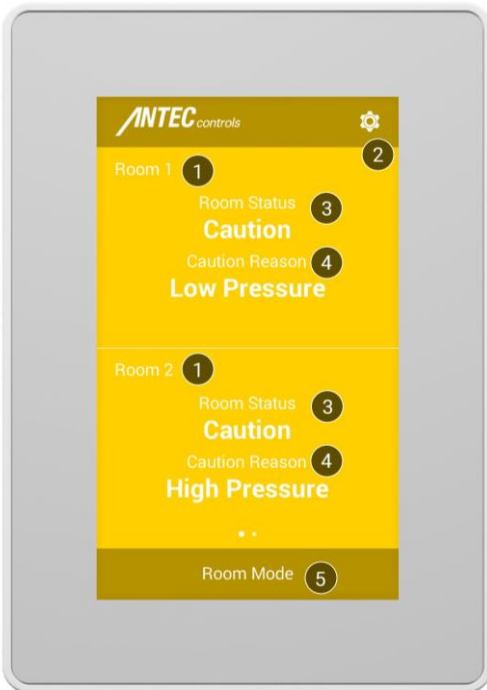 ANTEC controls
2
Room 1 1
Room Status 3
Caution
Caution Reason 4
Low Pressure
Room 2 1
Room Status 3
Caution
Caution Reason 4
High Pressure
Room Mode 5